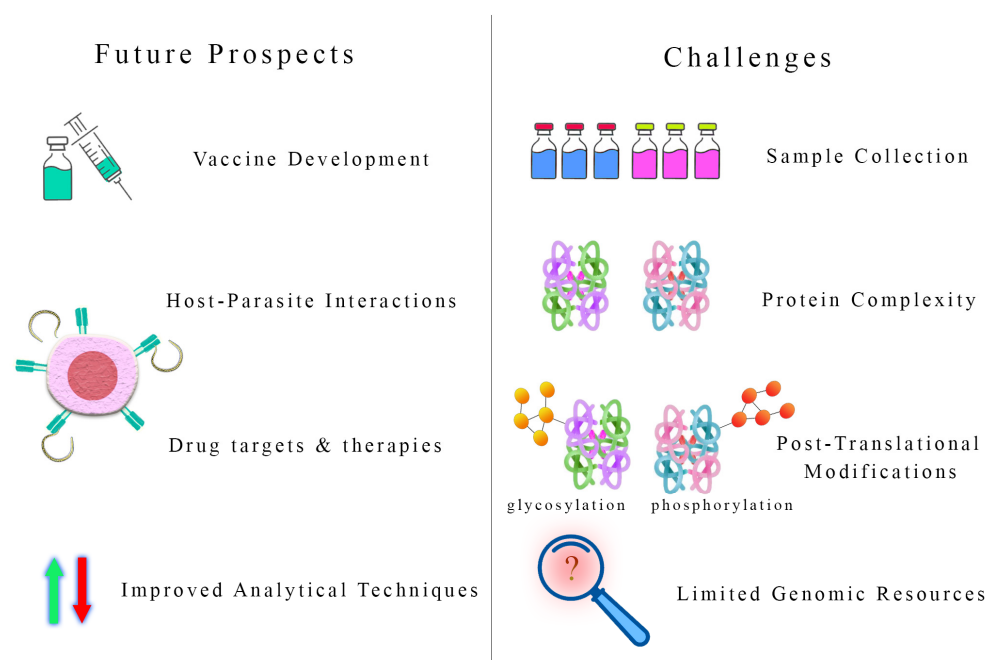 Future Prospects
Vaccine Development
Host-Parasite Interactions
Drug targets & therapies
Improved Analytical Techniques
Challenges
Sample Collection
Protein Complexity
Post-Translational
Modifications
glycosylation
phosphorylation
?
Limited Genomic Resources